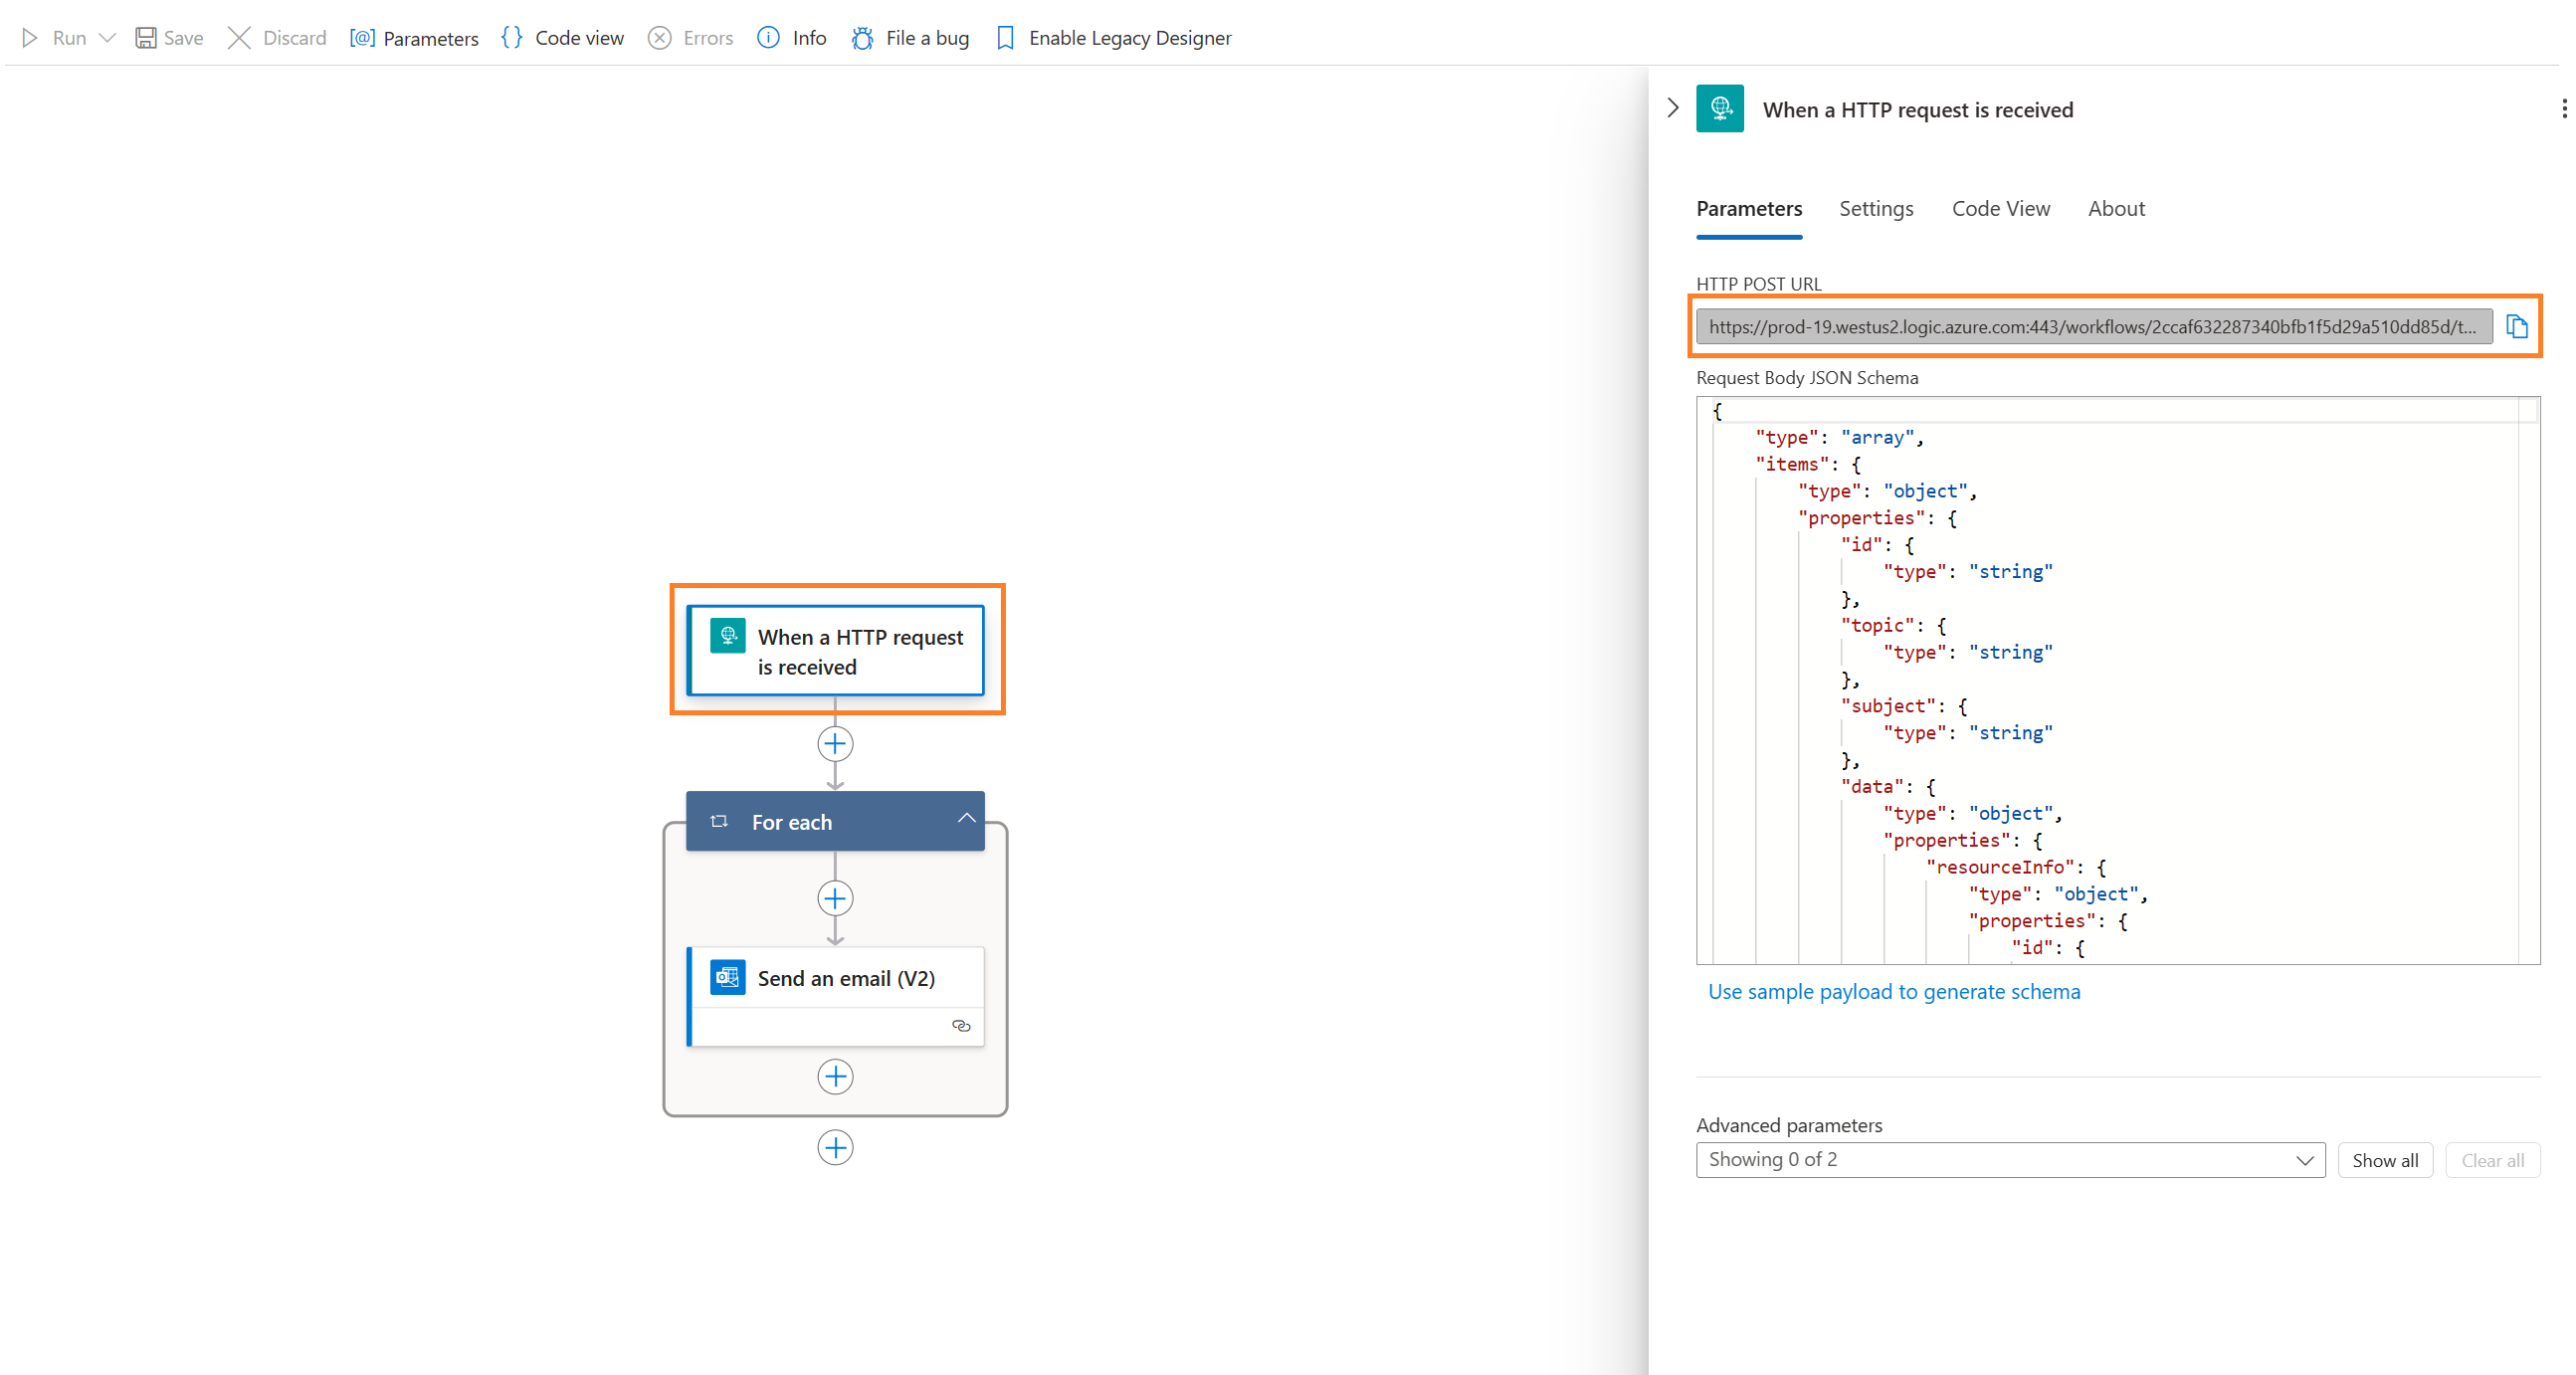 Run Save Discard [@] Parameters {} Code view Errors Info File a bug Enable Legacy Designer
When a HTTP request
is received
For each
Send an email (V2)
When a HTTP request is received
Parameters Settings Code View About
HTTP POST URL
https://prod-19.westus2.logic.azure.com:443/workflows/2ccaf632287340bfb1f5d29a510dd85d/t...
Request Body JSON Schema
{
"type": "array",
"items": {
"type": "object",
"properties": {
"id": {
"type": "string"
},
"topic": {
"type": "string"
},
"subject": {
"type": "string"
},
"data": {
"type": "object",
"properties": {
"resourceInfo": {
"type": "object",
"properties": {
"id": {
Use sample payload to generate schema
Advanced parameters
Showing 0 of 2 Show all Clear all